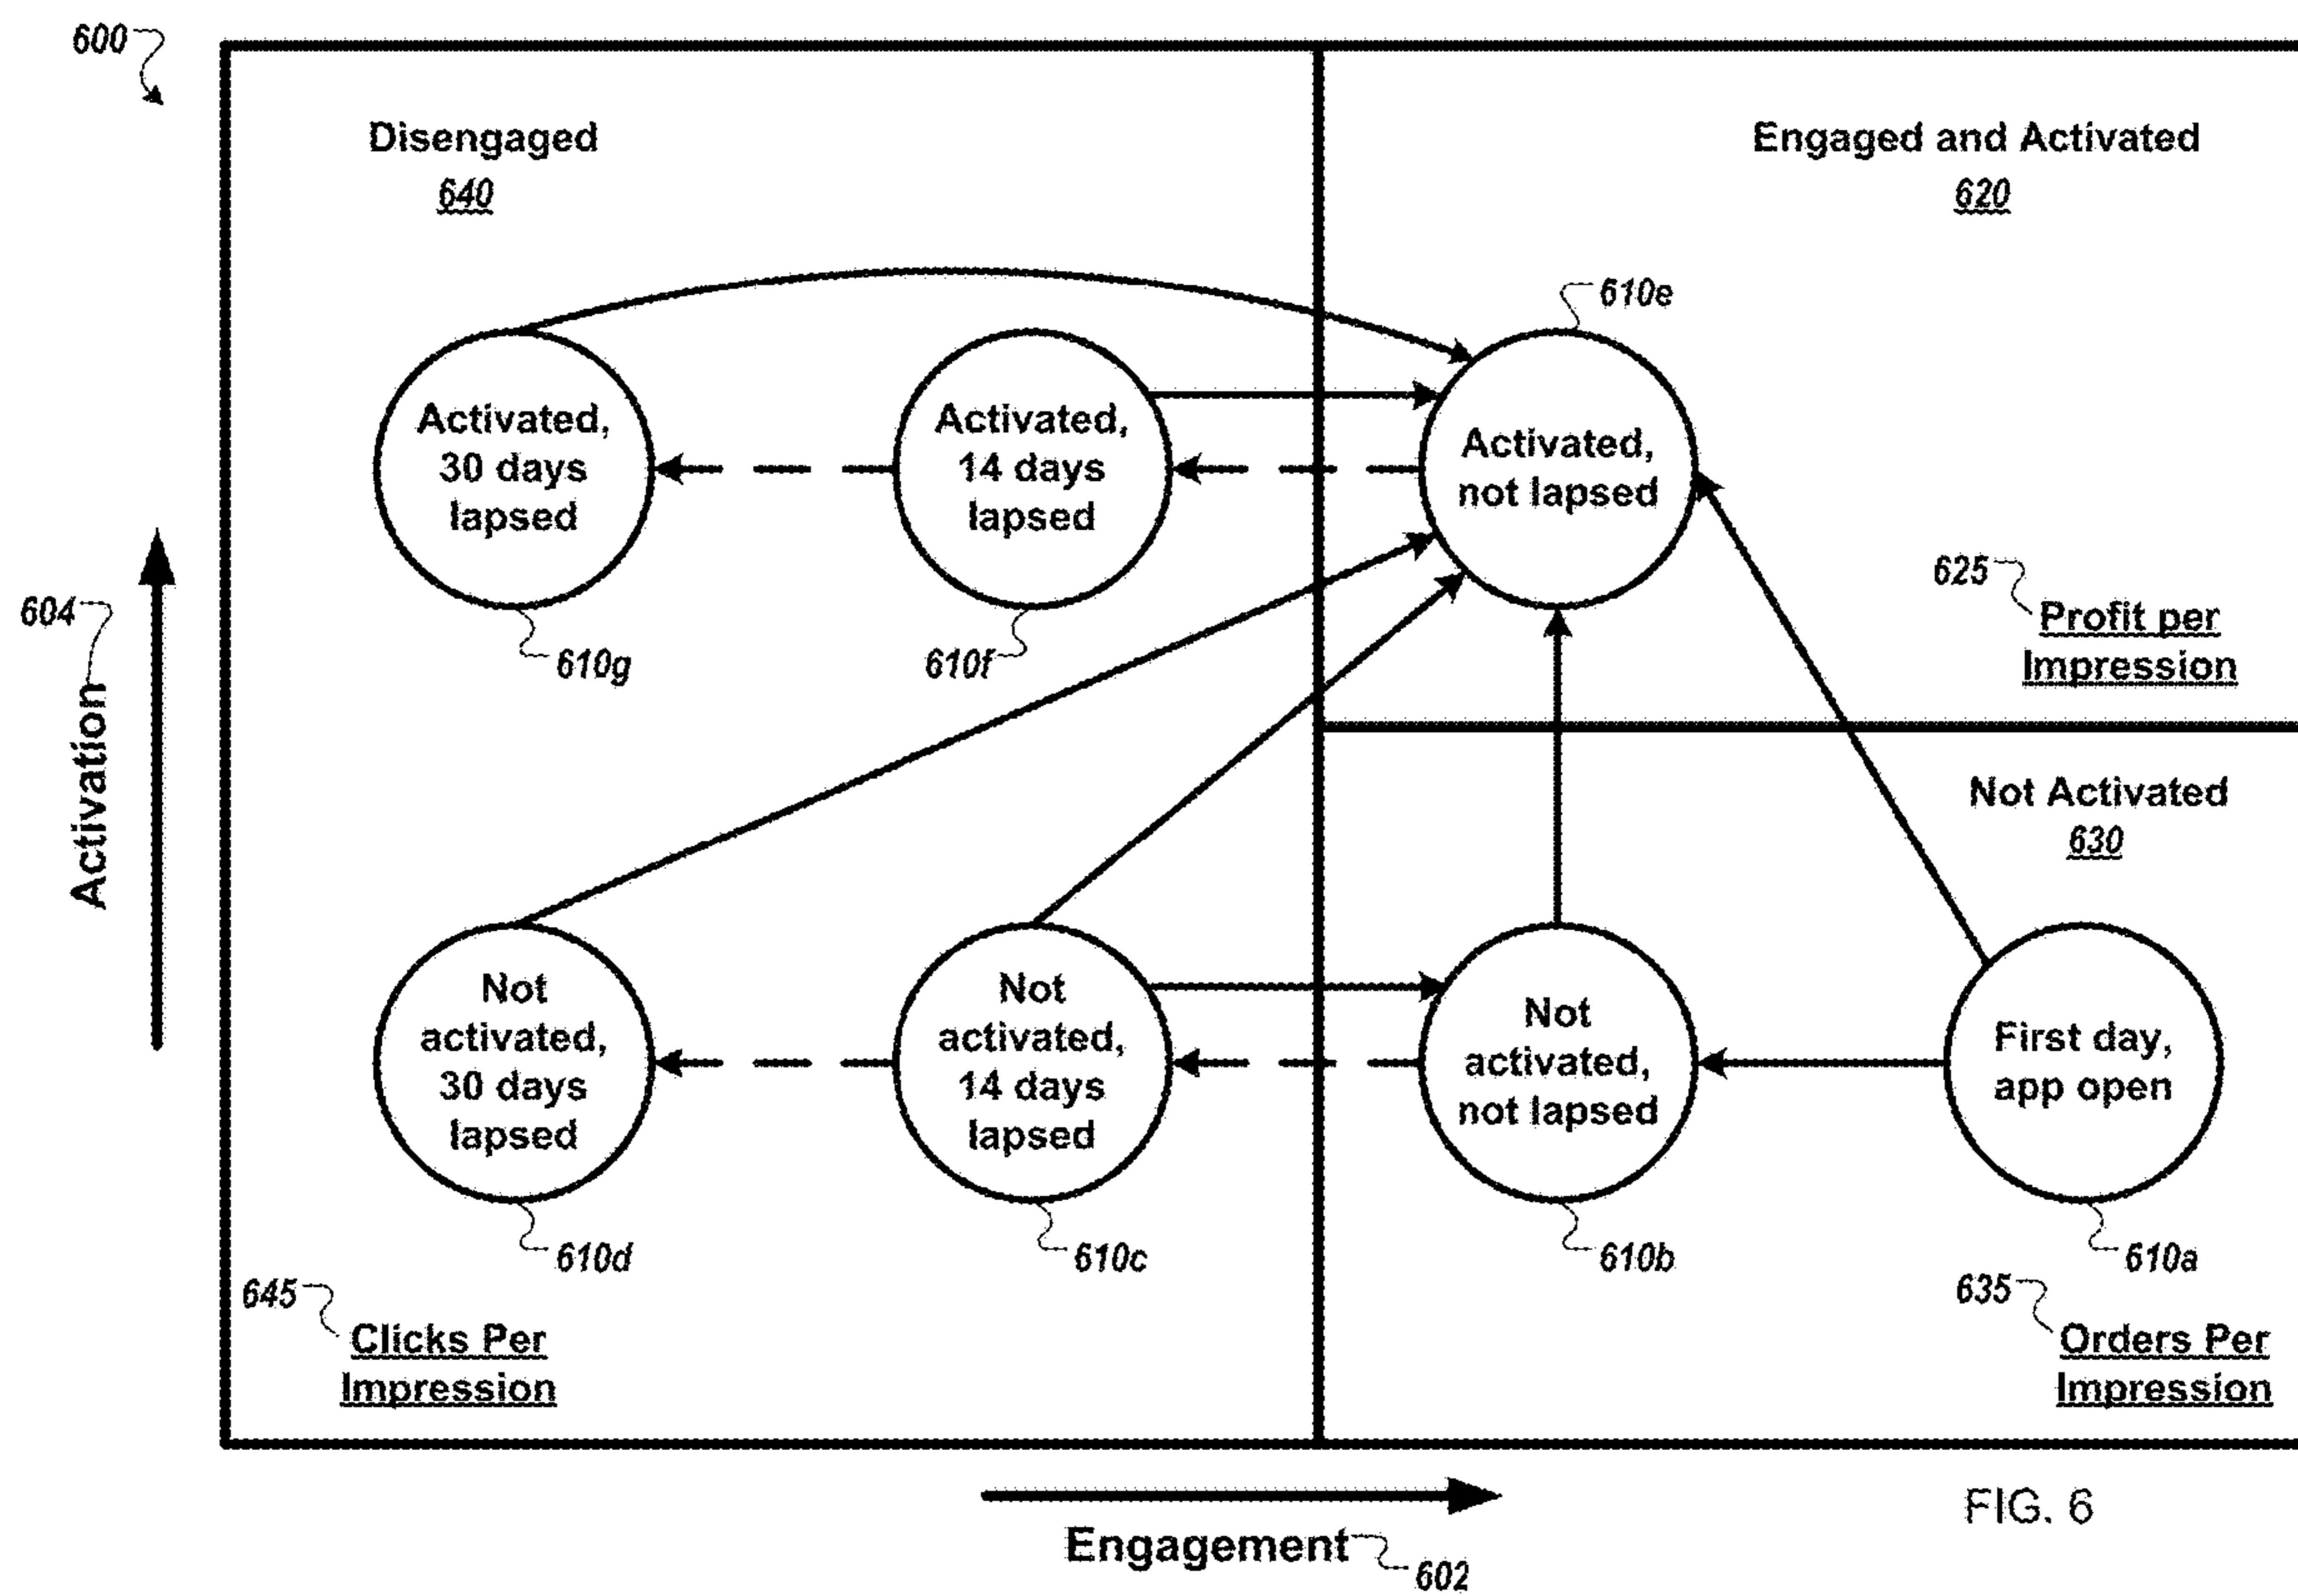 600
Disengaged
640
Engaged and Activated
620
610e
Activated,
30 days
lapsed
Activated,
14 days
lapsed
Activated,
not lapsed
610g
610f
625
Profit per
Impression
604
Activation
Not Activated
630
Not
activated,
30 days
lapsed
Not
activated,
14 days
lapsed
Not
activated,
not lapsed
First day,
app open
610d
610c
610b
610a
645
Clicks Per
Impression
635
Orders Per
Impression
Engagement
602
FIG. 6